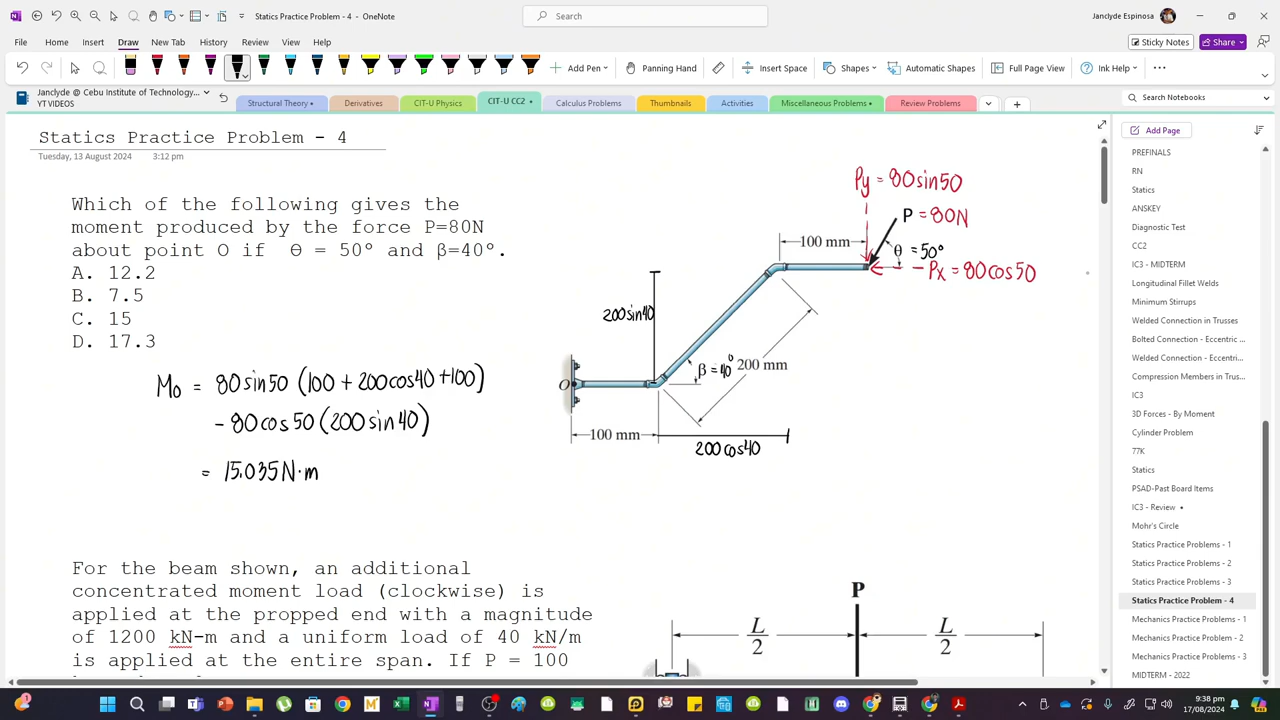 Statics Practice Problem - 4 - OneNote
Search
Janclyde Espinosa
File Home Insert Draw New Tab History Review View Help
Sticky Notes
Share
Add Pen
Panning Hand
Insert Space
Shapes
Automatic Shapes
Full Page View
Ink Help
Janclyde @ Cebu Institute of Technology...
YT VIDEOS
Structural Theory
Derivatives
CIT-U Physics
CIT-U CC2
Calculus Problems
Thumbnails
Activities
Miscellaneous Problems
Review Problems
Search Notebooks
Add Page
Statics Practice Problem - 4
Tuesday, 13 August 2024 3:12 pm
Which of the following gives the
moment produced by the force P=80N
about point O if θ = 50° and β=40°.
A. 12.2
B. 7.5
C. 15
D. 17.3
Mo = 80sin50 (100 + 200cos40 +100)
- 80cos50 (200 sin 40)
= 15.035N·m
Py = 80sin50
P = 80N
100 mm
θ = 50°
Px = 80cos50
200sin40
β = 40°
200 mm
O
100 mm
200 cos40
For the beam shown, an additional
concentrated moment load (clockwise) is
applied at the propped end with a magnitude
of 1200 kN-m and a uniform load of 40 kN/m
is applied at the entire span. If P = 100
P
L/2
L/2
PREFINALS
RN
Statics
ANSKEY
Diagnostic Test
CC2
IC3 - MIDTERM
Longitudinal Fillet Welds
Minimum Stirrups
Welded Connection in Trusses
Bolted Connection - Eccentric ...
Welded Connection - Eccentric ...
Compression Members in Trus...
IC3
3D Forces - By Moment
Cylinder Problem
77K
Statics
PSAD-Past Board Items
IC3 - Review
Mohr's Circle
Statics Practice Problems - 1
Statics Practice Problems - 2
Statics Practice Problems - 3
Statics Practice Problem - 4
Mechanics Practice Problems - 1
Mechanics Practice Problem - 2
Mechanics Practice Problem - 3
MIDTERM - 2022
9:38 pm
17/08/2024